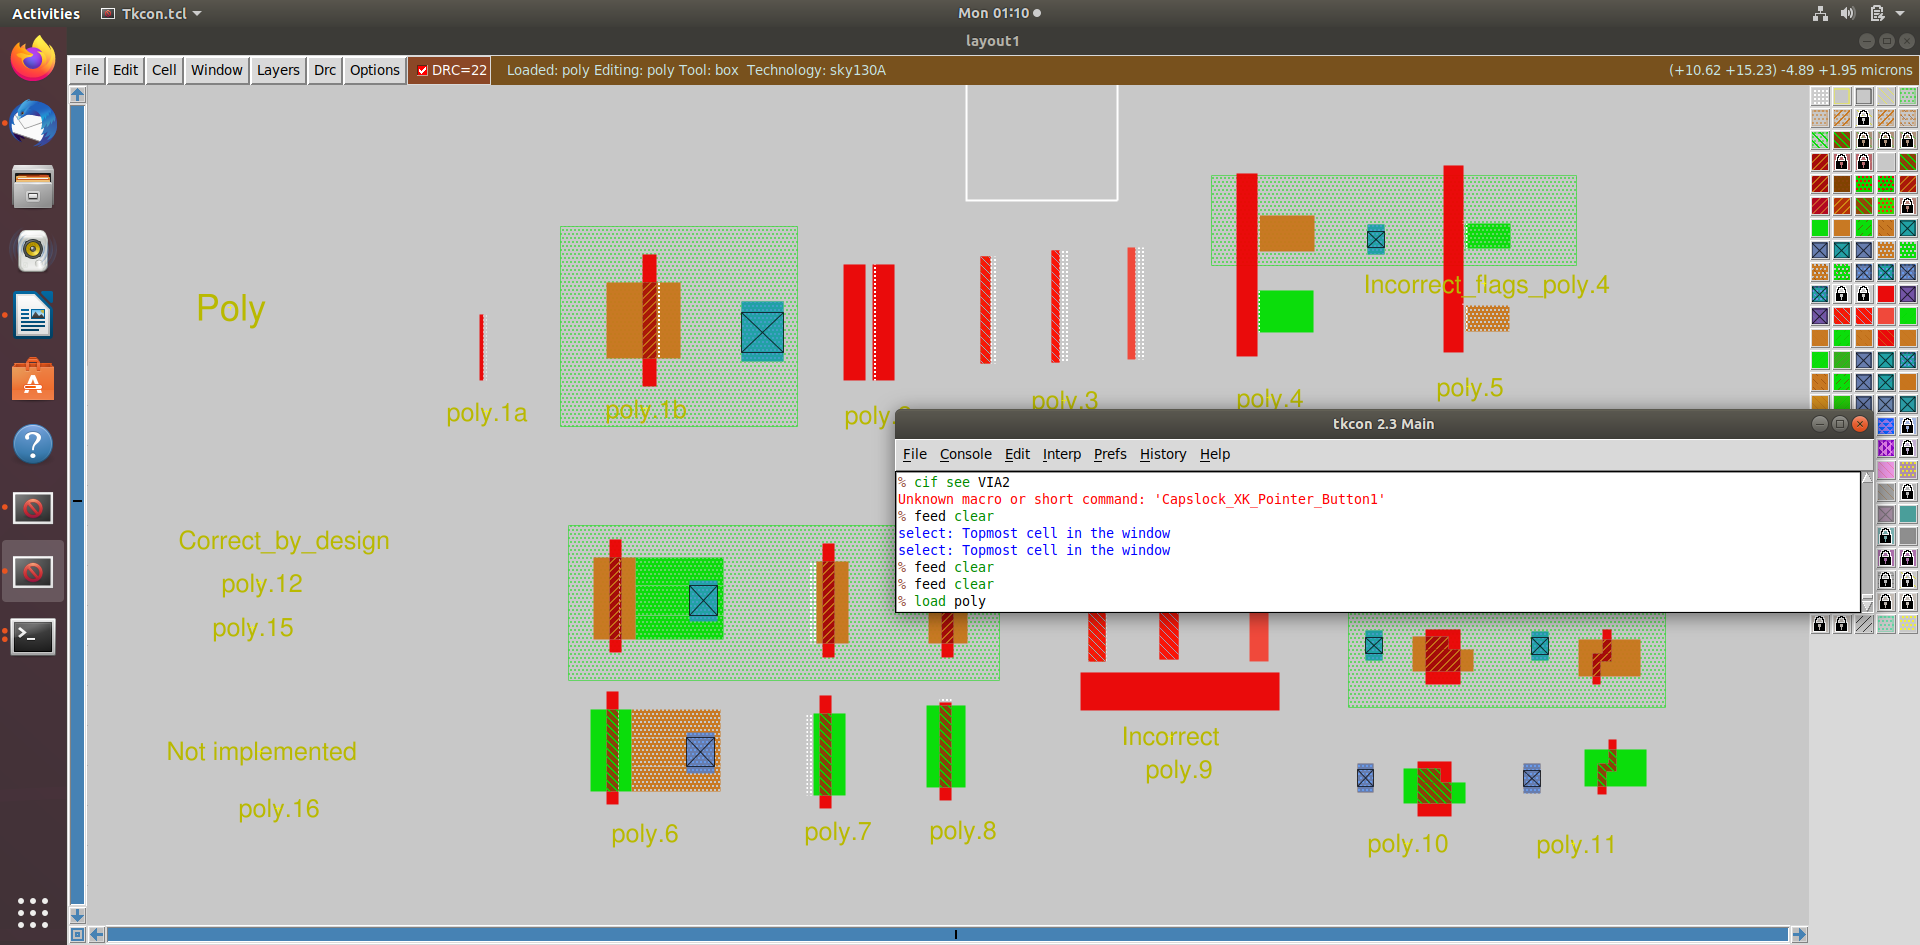 Activities Tkcon.tcl Mon 01:10
layout1
File Edit Cell Window Layers Drc Options DRC=22 Loaded: poly Editing: poly Tool: box Technology: sky130A (+10.62 +15.23) -4.89 +1.95 microns
Poly
Incorrect_flags_poly.4
poly.1a poly.1b poly. poly.3 poly.4 poly.5
tkcon 2.3 Main
File Console Edit Interp Prefs History Help
% cif see VIA2
Unknown macro or short command: 'Capslock_XK_Pointer_Button1'
% feed clear
select: Topmost cell in the window
select: Topmost cell in the window
% feed clear
% feed clear
% load poly
Correct_by_design
poly.12
poly.15
Not implemented
poly.16
Incorrect
poly.9
poly.6 poly.7 poly.8 poly.10 poly.11